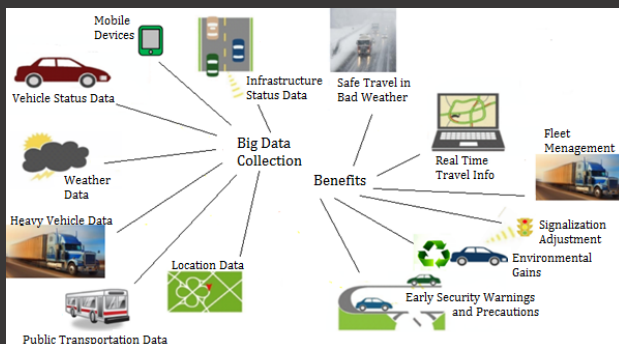 Mobile
Devices
Vehicle Status Data
Infrastructure
Status Data
Safe Travel in
Bad Weather
Big Data
Collection
Benefits
Real Time
Travel Info
Fleet
Menagement
Weather
Data
Heavy Vehicle Data
Signalization
Adjustment
Location Data
Environmental
Gains
Early Security Warnings
and Precautions
Public Transportation Data